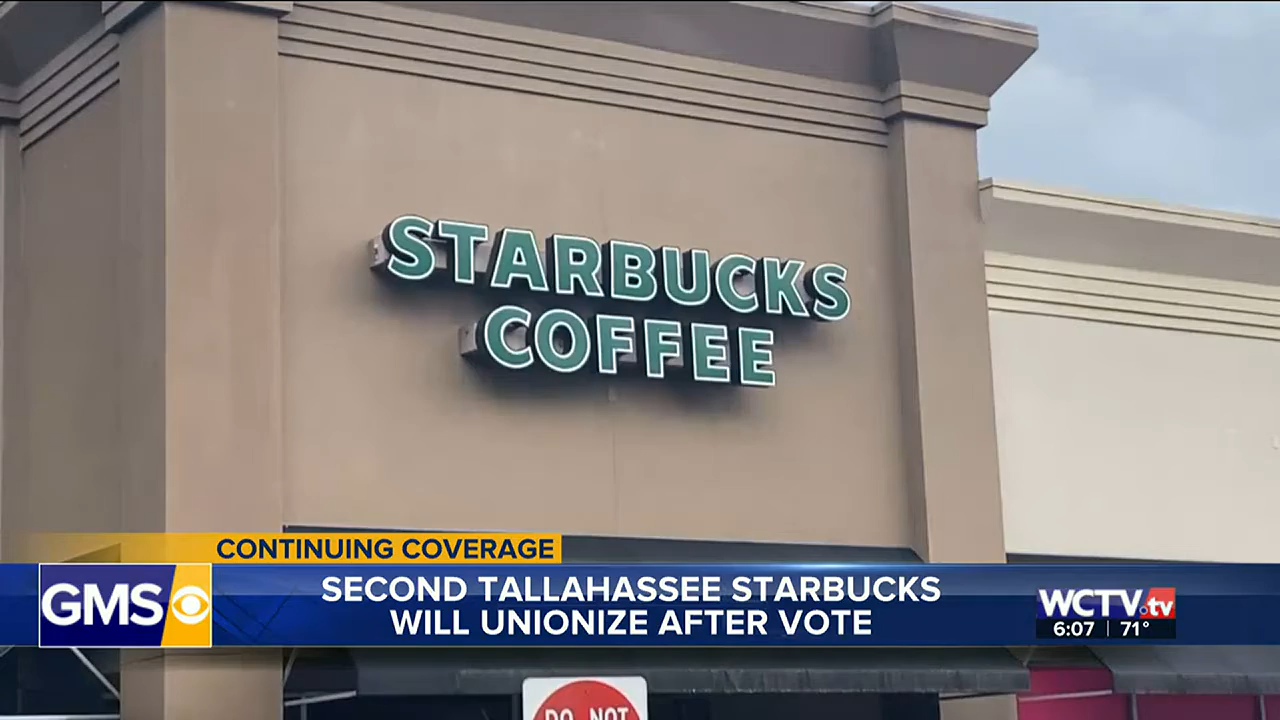 STARBUCKS
COFFEE
CONTINUING COVERAGE
GMS
SECOND TALLAHASSEE STARBUCKS
WILL UNIONIZE AFTER VOTE
WCTV.tv
6:07 | 71°
DO NOT